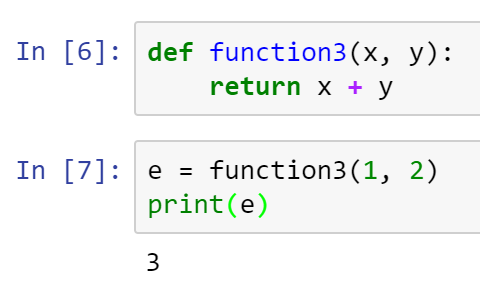 In [6]: def function3(x, y):
return x + y
In [7]: e = function3(1, 2)
print(e)
3